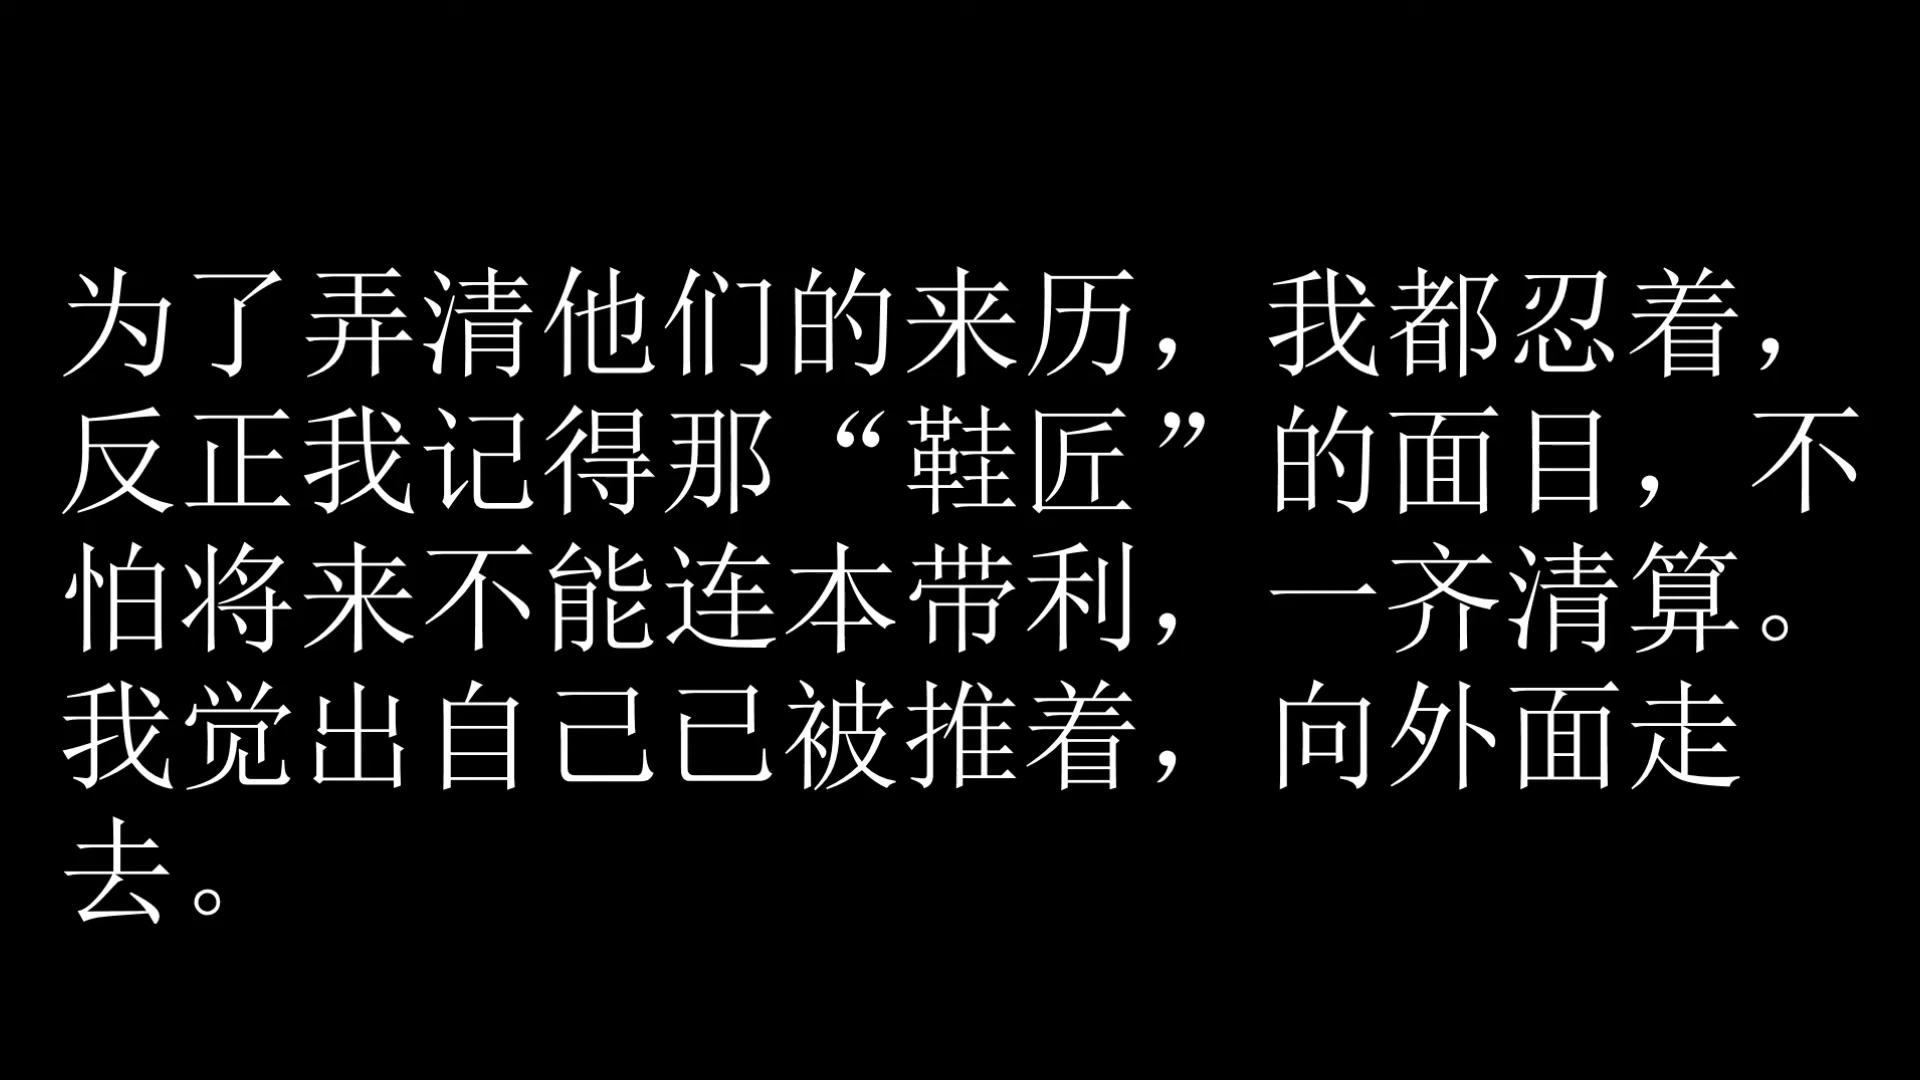 为了弄清他们的来历，我都忍着，
反正我记得那“鞋匠”的面目，不
怕将来不能连本带利，一齐清算。
我觉出自己已被推着，向外面走
去。